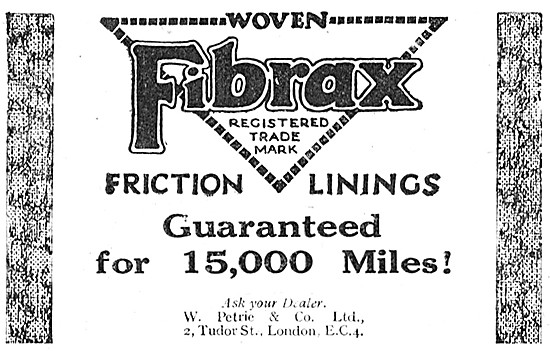 WOVEN
Fibrax
REGISTERED
TRADE
MARK
FRICTION LININGS
Guaranteed
for 15,000 Miles!
Ask your Dealer.
W. Petrie & Co. Ltd.,
2, Tudor St., London, E.C.4.